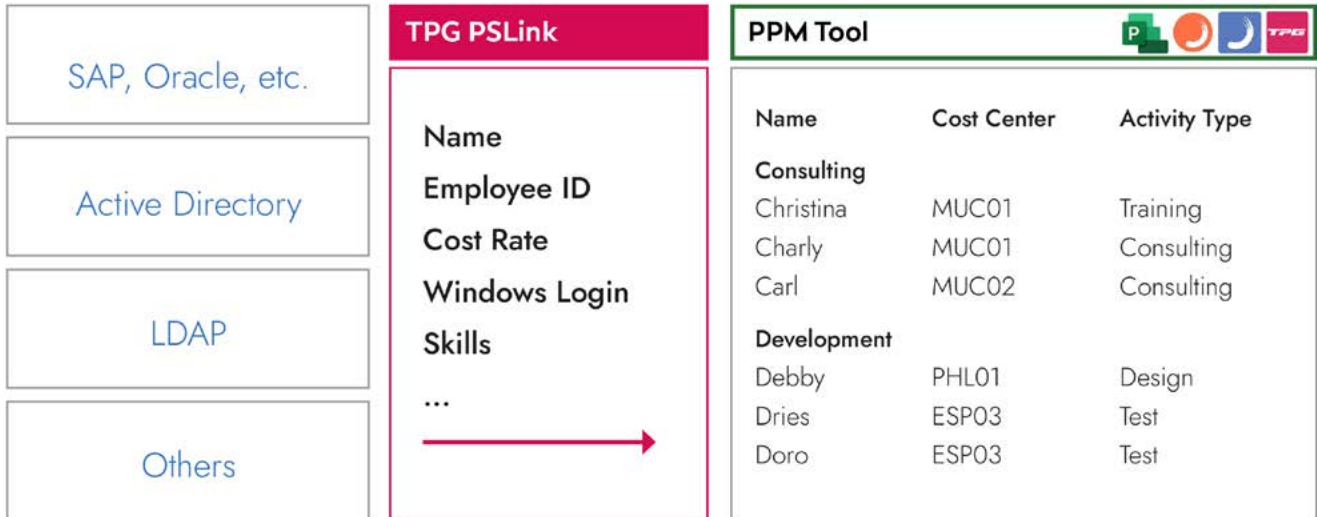 SAP, Oracle, etc.
Active Directory
LDAP
Others
TPG PSLink
Name
Employee ID
Cost Rate
Windows Login
Skills
...
PPM Tool
P
TPG
Name Cost Center Activity Type
Consulting
Christina MUC01 Training
Charly MUC01 Consulting
Carl MUC02 Consulting
Development
Debby PHL01 Design
Dries ESP03 Test
Doro ESP03 Test